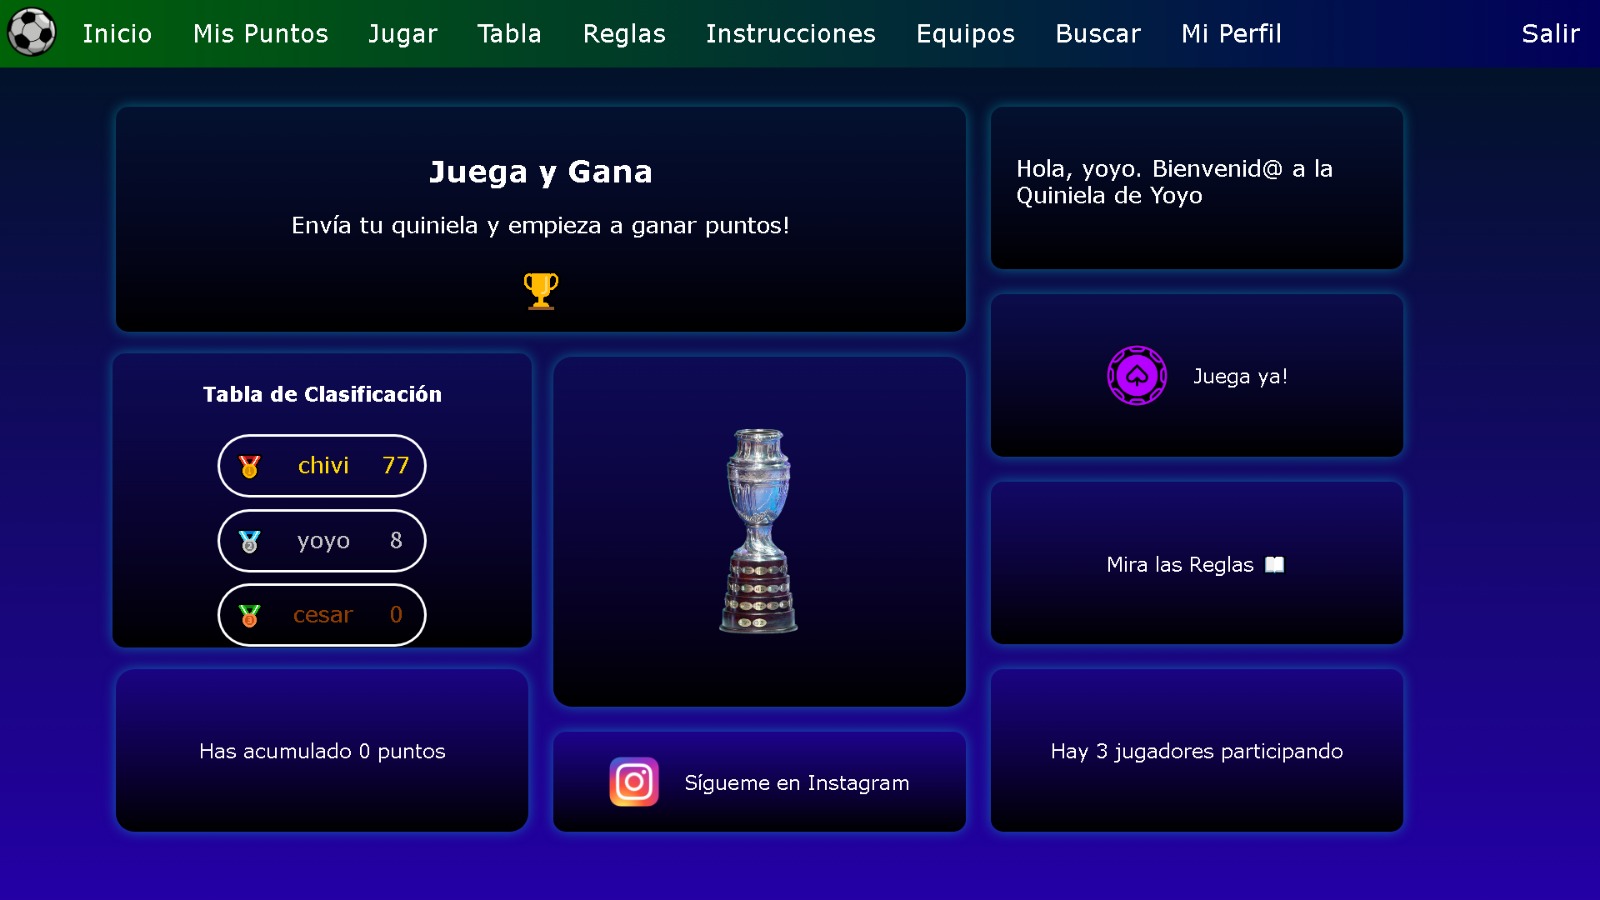 Inicio Mis Puntos Jugar Tabla Reglas Instrucciones Equipos Buscar Mi Perfil Salir
Juega y Gana
Envía tu quiniela y empieza a ganar puntos!
Hola, yoyo. Bienvenid@ a la
Quiniela de Yoyo
Juega ya!
Tabla de Clasificación
chivi 77
yoyo 8
cesar 0
Mira las Reglas
Has acumulado 0 puntos
Sígueme en Instagram
Hay 3 jugadores participando